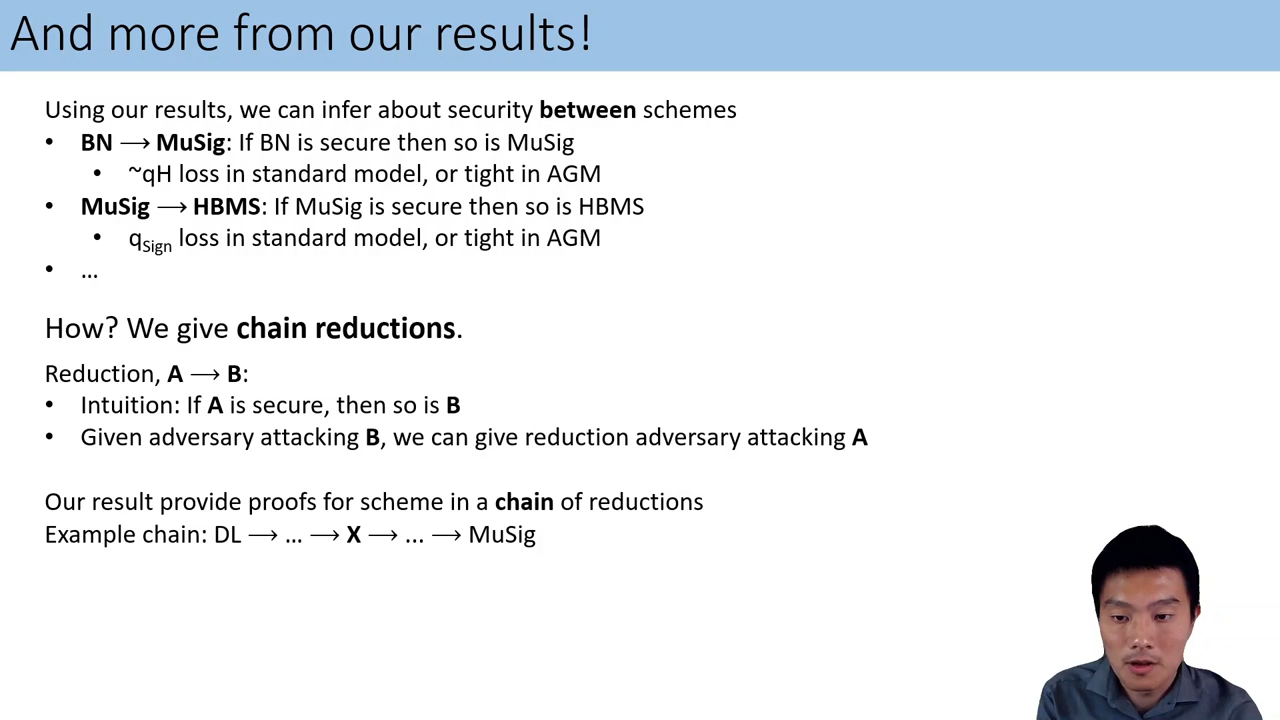 And more from our results!
Using our results, we can infer about security between schemes
• BN ⟶ MuSig: If BN is secure then so is MuSig
• ~qH loss in standard model, or tight in AGM
• MuSig ⟶ HBMS: If MuSig is secure then so is HBMS
• qSign loss in standard model, or tight in AGM
• …
How? We give chain reductions.
Reduction, A ⟶ B:
• Intuition: If A is secure, then so is B
• Given adversary attacking B, we can give reduction adversary attacking A
Our result provide proofs for scheme in a chain of reductions
Example chain: DL ⟶ … ⟶ X ⟶ ... ⟶ MuSig